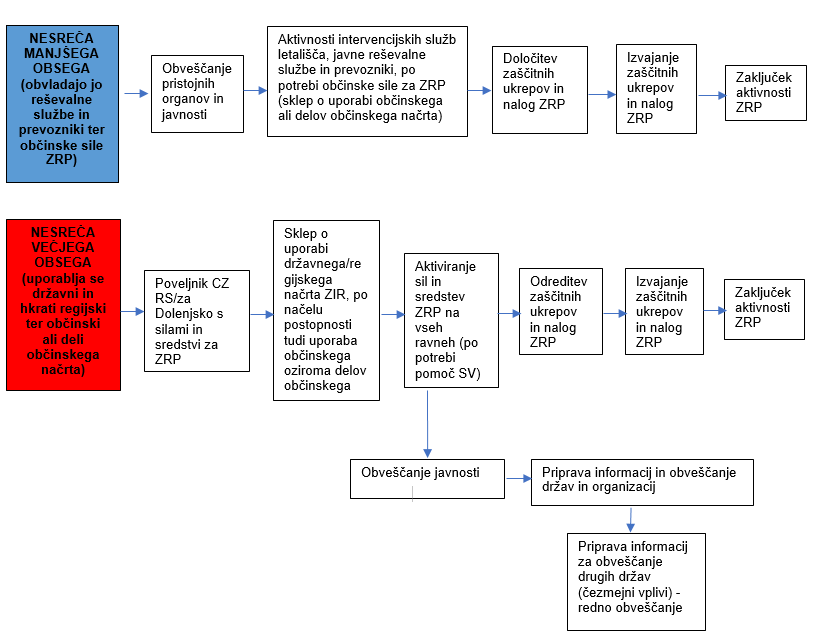 NESREČA
MANJŠEGA
OBSEGA
(obvladajo jo
reševalne
službe in
prevozniki ter
občinske sile
ZRP)
Obveščanje
pristojnih
organov in
javnosti
Aktivnosti intervencijskih služb
letališča, javne reševalne
službe in prevozniki, po
potrebi občinske sile za ZRP
(sklep o uporabi občinskega
ali delov občinskega načrta)
Določitev
zaščitnih
ukrepov in
nalog ZRP
Izvajanje
zaščitnih
ukrepov
in nalog
ZRP
Zaključek
aktivnosti
ZRP
NESREČA
VEČJEGA
OBSEGA
(uporablja se
državni in
hkrati regijski
ter občinski
ali deli
občinskega
načrta)
Poveljnik CZ
RS/za
Dolenjsko s
silami in
sredstvi za
ZRP
Sklep o
uporabi
državnega/re
gijskega
načrta ZIR, po
načelu
postopnosti
tudi uporaba
občinskega
oziroma delov
občinskega
Aktiviranje
sil in
sredstev
ZRP na
vseh
ravneh (po
potrebi
pomoč SV)
Odreditev
zaščitnih
ukrepov
in nalog
ZRP
Izvajanje
zaščitnih
ukrepov
in nalog
ZRP
Zaključek
aktivnosti
ZRP
Obveščanje javnosti
Priprava informacij in obveščanje
držav in organizacij
Priprava informacij
za obveščanje
drugih držav
(čezmejni vplivi) -
redno obveščanje